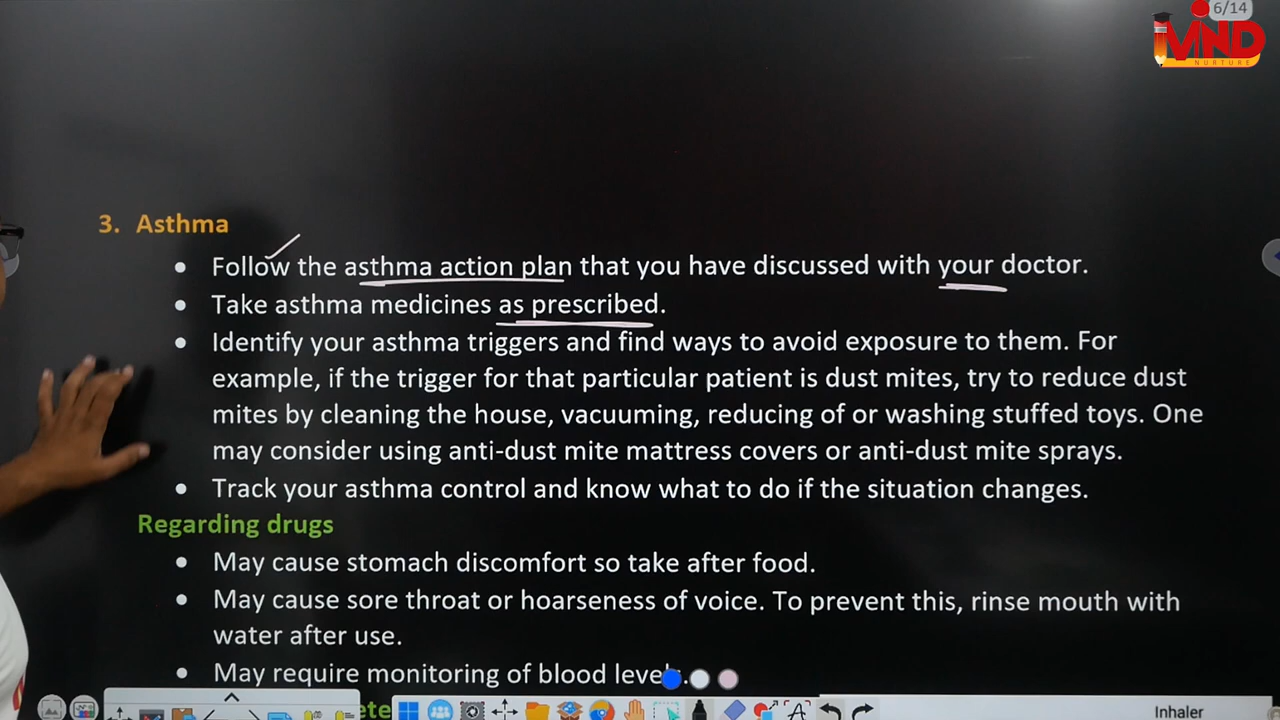 6/14
MIND
NURTURE
3. Asthma
• Follow the asthma action plan that you have discussed with your doctor.
• Take asthma medicines as prescribed.
• Identify your asthma triggers and find ways to avoid exposure to them. For
example, if the trigger for that particular patient is dust mites, try to reduce dust
mites by cleaning the house, vacuuming, reducing of or washing stuffed toys. One
may consider using anti-dust mite mattress covers or anti-dust mite sprays.
• Track your asthma control and know what to do if the situation changes.
Regarding drugs
• May cause stomach discomfort so take after food.
• May cause sore throat or hoarseness of voice. To prevent this, rinse mouth with
water after use.
• May require monitoring of blood
Inhaler